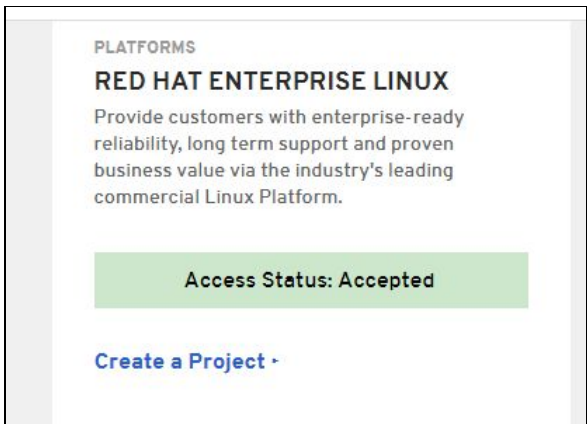 PLATFORMS
RED HAT ENTERPRISE LINUX
Provide customers with enterprise-ready
reliability, long term support and proven
business value via the industry's leading
commercial Linux Platform.
Access Status: Accepted
Create a Project ▸